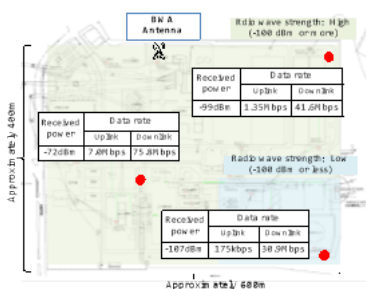 BWA
Antenna
Rdio wave strength: High
(-100 dBm or more)
Received
power
Data rate
Uplink
Downlink
-99dBm
1.35Mbps
41.6Mbps
Received
power
Data rate
Uplink
Downlink
-72dBm
7.0Mbps
75.8Mbps
Approximately 400m
Radio wave strength: Low
(-100 dBm or less)
Received
power
Data rate
Uplink
Downlink
-107dBm
175kbps
30.9Mbps
Approximately 600m